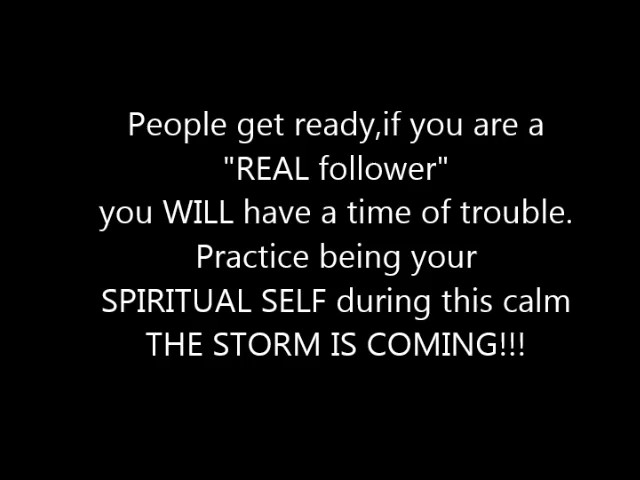 People get ready,if you are a
"REAL follower"
you WILL have a time of trouble.
Practice being your
SPIRITUAL SELF during this calm
THE STORM IS COMING!!!